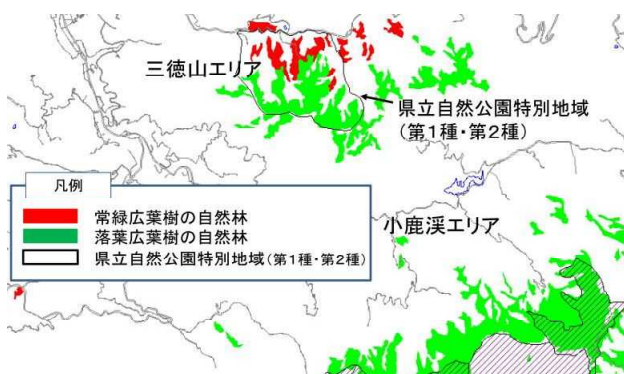 三徳山エリア
県立自然公園特別地域
(第1種・第2種)
凡例
常緑広葉樹の自然林
落葉広葉樹の自然林
県立自然公園特別地域(第1種・第2種)
小鹿渓エリア